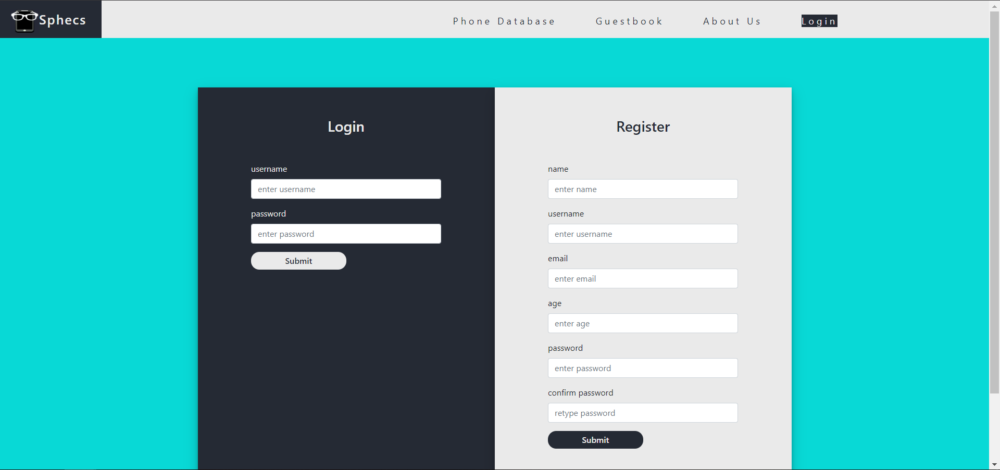 Sphecs
Phone Database
Guestbook
About Us
Login
Login
username
enter username
password
enter password
Submit
Register
name
enter name
username
enter username
email
enter email
age
enter age
password
enter password
confirm password
retype password
Submit